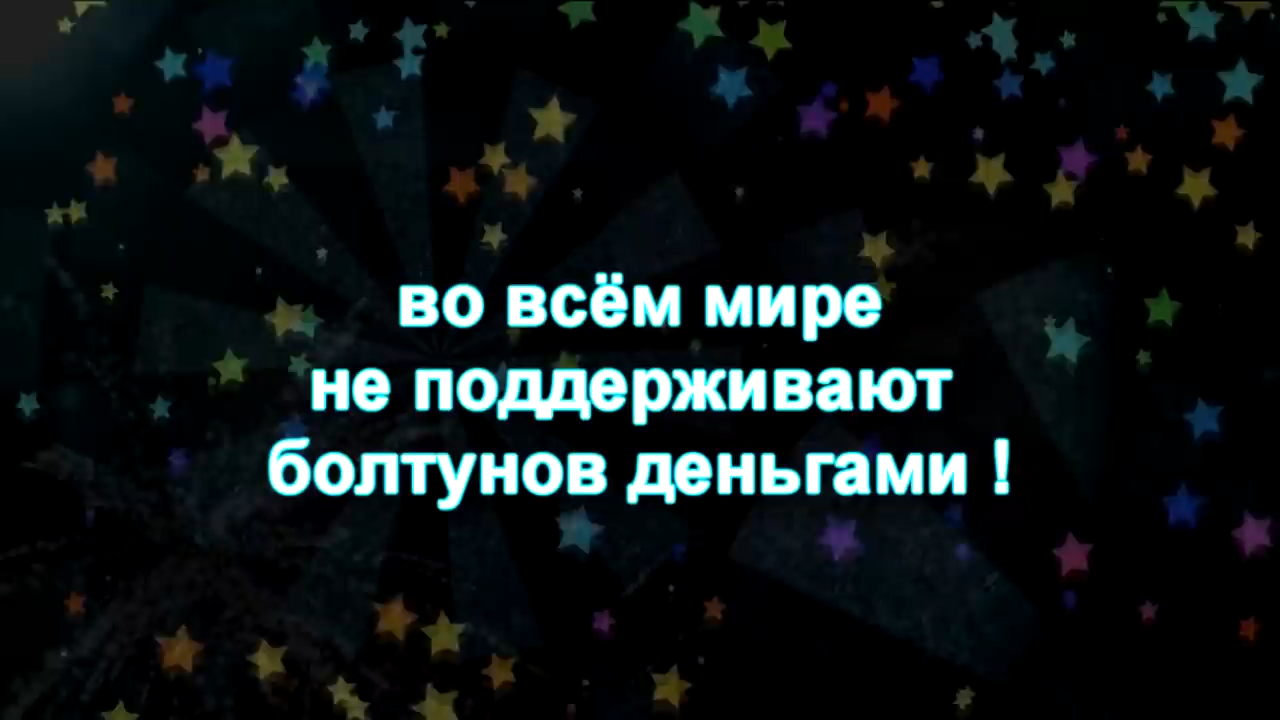 во всём мире
не поддерживают
болтунов деньгами !